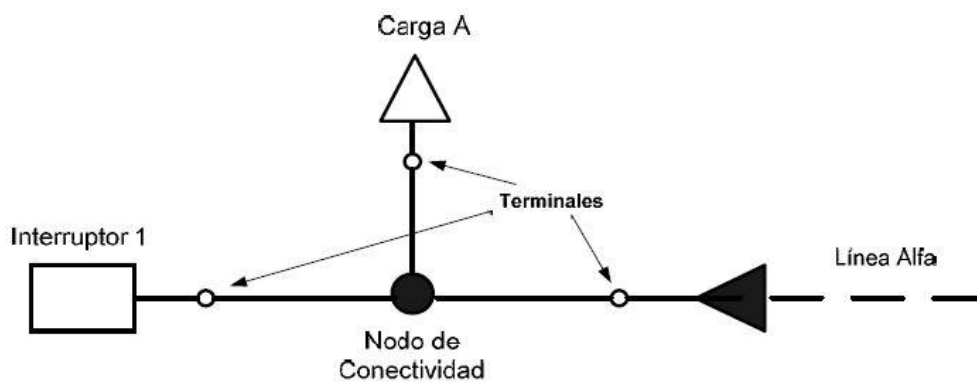 Carga A
Terminales
Interruptor 1
Línea Alfa
Nodo de
Conectividad